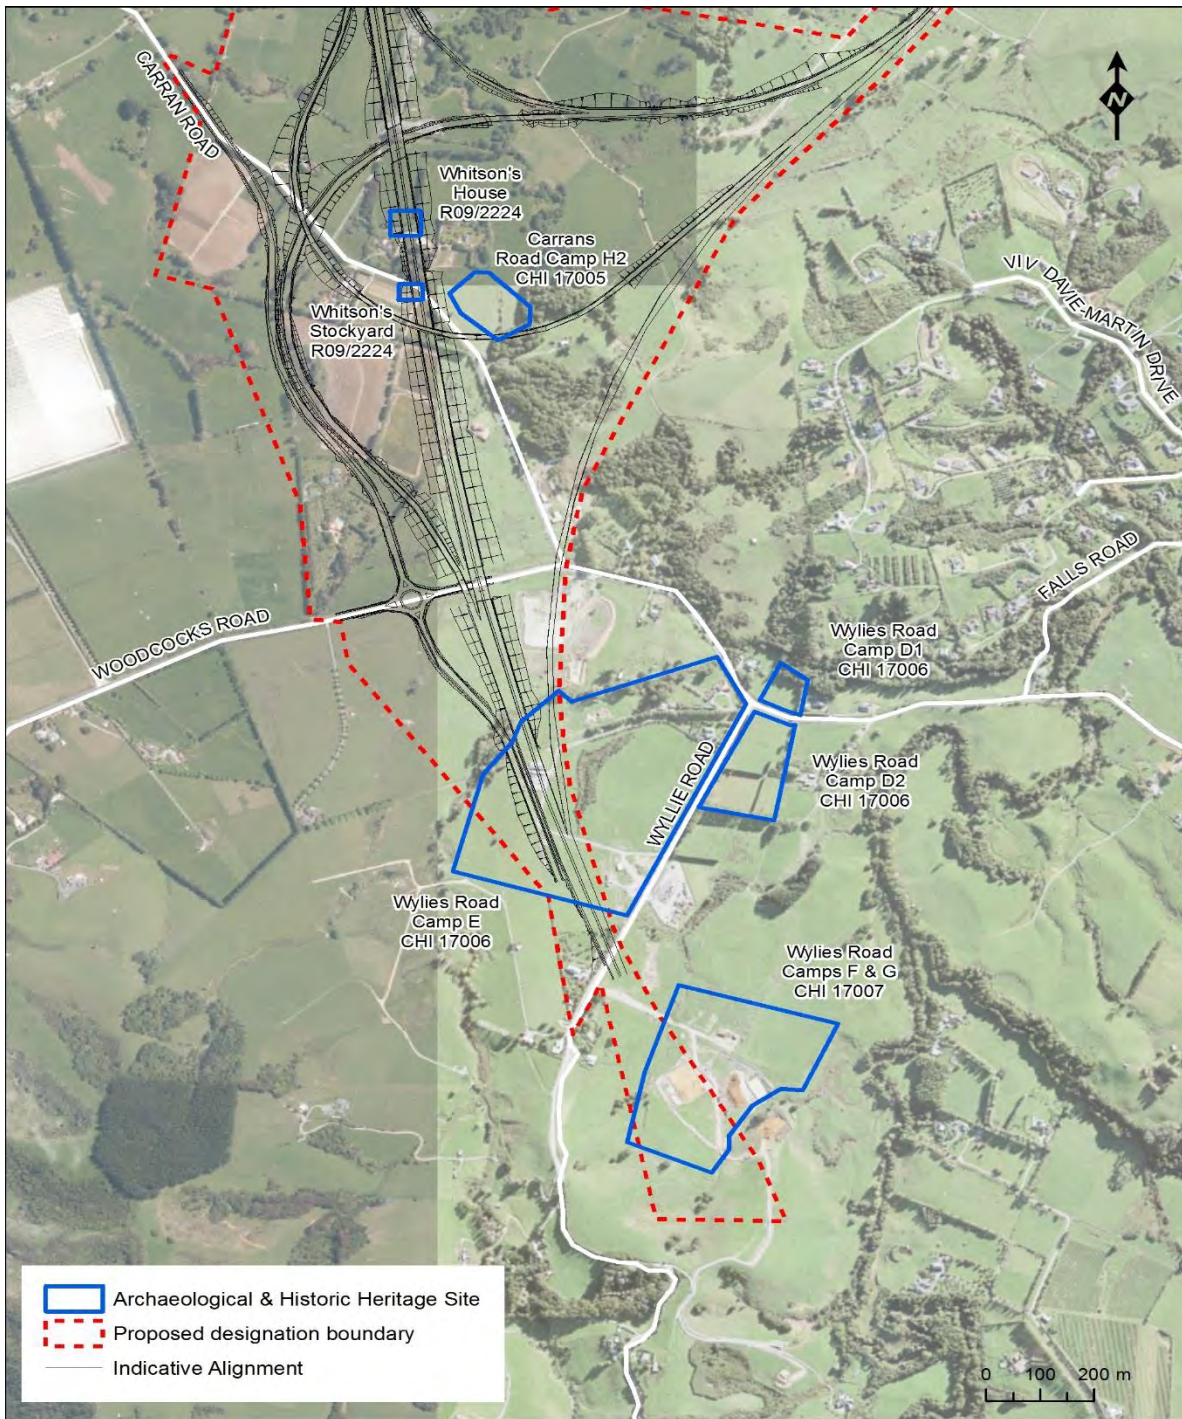 CARRAN ROAD
N
Whitson's
House
R09/2224
Carrans
Road Camp H2
CHI 17005
Whitson's
Stockyard
R09/2224
VIV DAVIE-MARTIN DRIVE
FALLS ROAD
WOODCOCKS ROAD
Wylies Road
Camp D1
CHI 17006
WYLLIE ROAD
Wylies Road
Camp D2
CHI 17006
Wylies Road
Camp E
CHI 17006
Wylies Road
Camps F & G
CHI 17007
Archaeological & Historic Heritage Site
Proposed designation boundary
Indicative Alignment
0 100 200 m